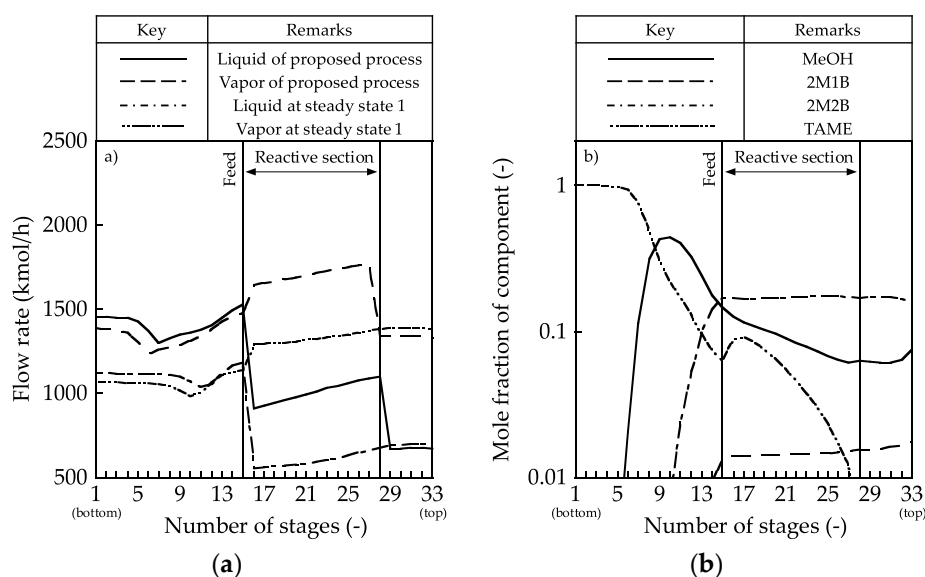 Key Remarks
Liquid of proposed process
Vapor of proposed process
Liquid at steady state 1
Vapor at steady state 1
2500
2000
1500
1000
500
Flow rate (kmol/h)
a)
Feed
Reactive section
1 5 9 13 17 21 25 29 33
(bottom) (top)
Number of stages (-)
(a)
Key Remarks
MeOH
2M1B
2M2B
TAME
1
0.1
0.01
Mole fraction of component (-)
b)
Feed
Reactive section
1 5 9 13 17 21 25 29 33
(bottom) (top)
Number of stages (-)
(b)